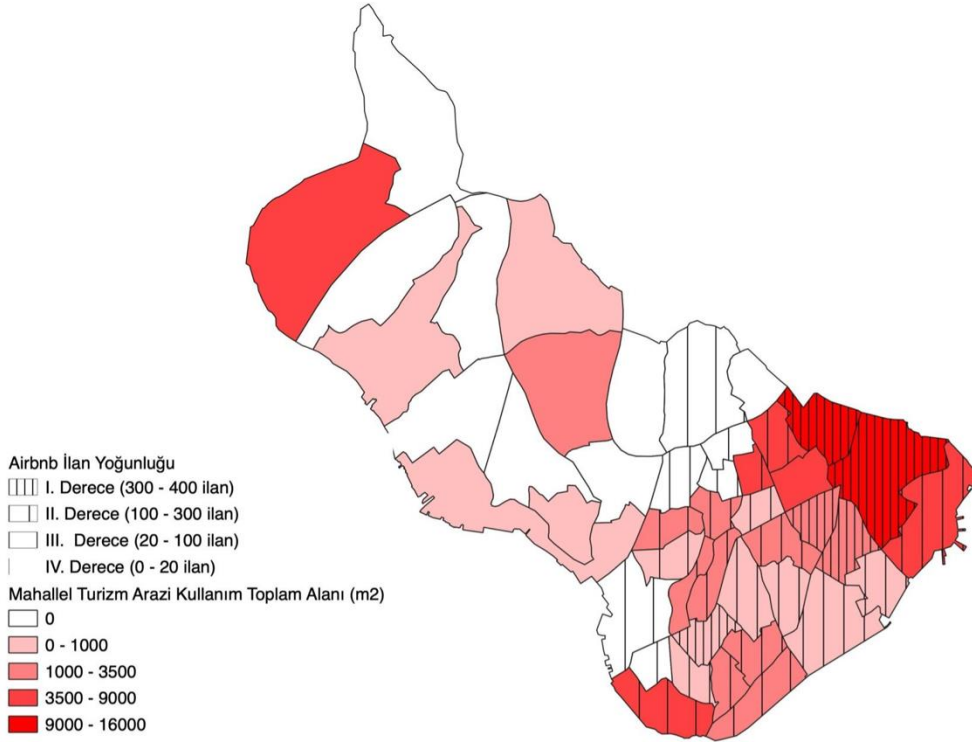 Airbnb İlan Yoğunluğu
I. Derece (300 - 400 ilan)
II. Derece (100 - 300 ilan)
III. Derece (20 - 100 ilan)
IV. Derece (0 - 20 ilan)
Mahallel Turizm Arazi Kullanım Toplam Alanı (m2)
0
0 - 1000
1000 - 3500
3500 - 9000
9000 - 16000